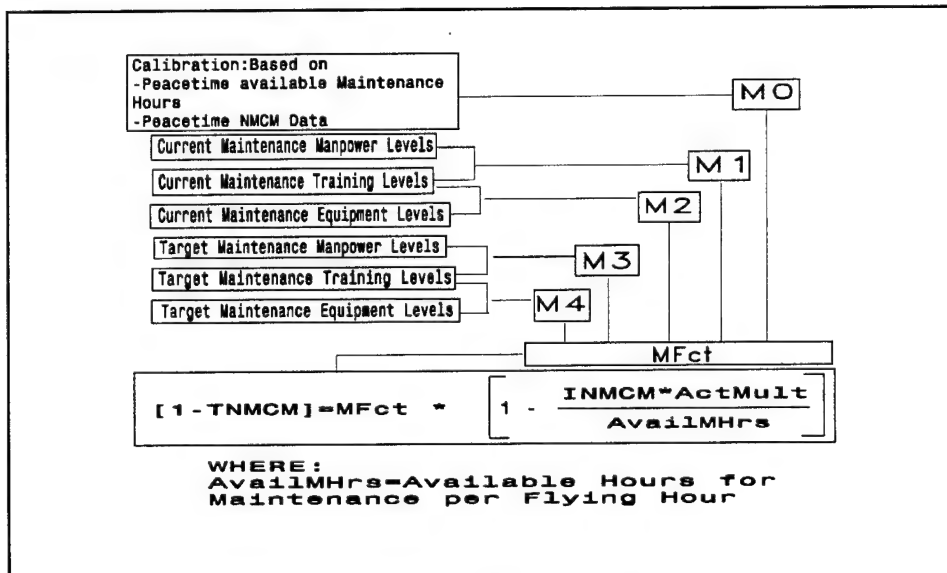 Calibration:Based on
-Peacetime available Maintenance
Hours
-Peacetime NMCM Data
M0
Current Maintenance Manpower Levels
M1
Current Maintenance Training Levels
M2
Current Maintenance Equipment Levels
Target Maintenance Manpower Levels
M3
Target Maintenance Training Levels
M4
Target Maintenance Equipment Levels
MFct
[1-TNMCM]=MFct * [1 - INMCM*ActMult
AvailMHrs]
WHERE:
AvailMHrs=Available Hours for
Maintenance per Flying Hour